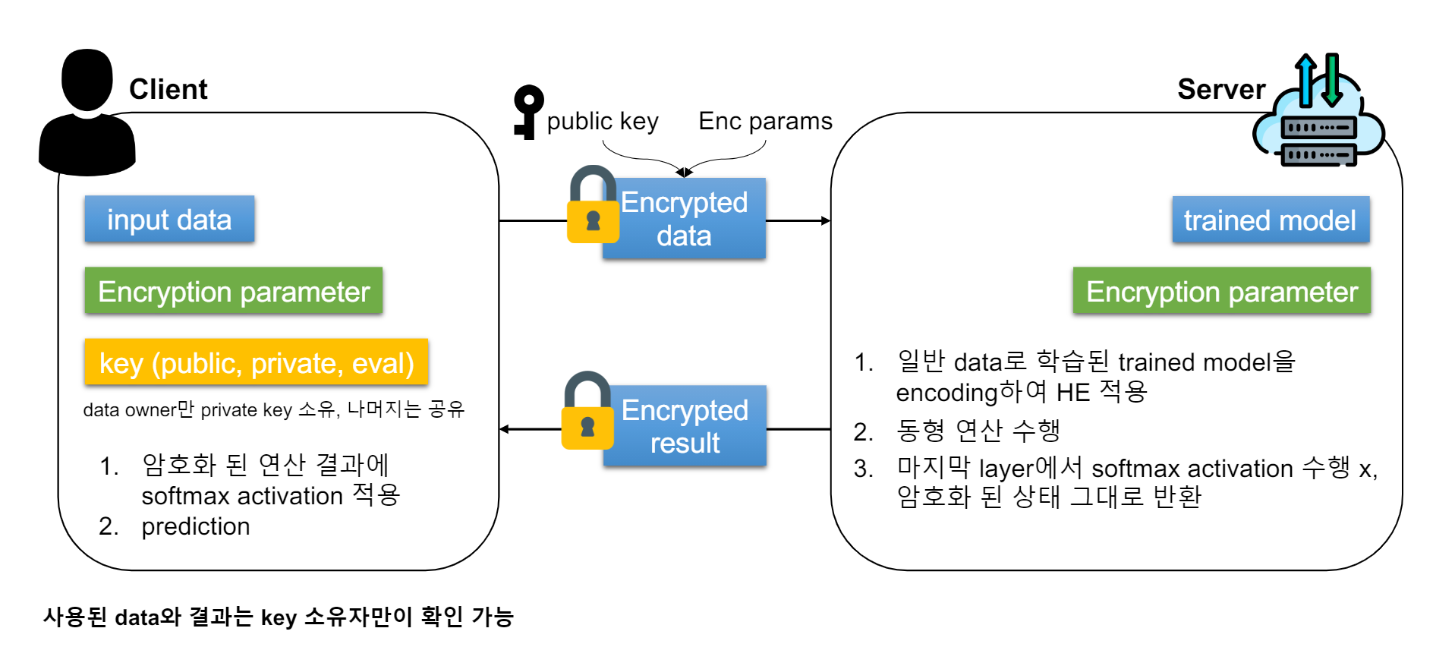 Client
Server
public key
Enc params
input data
Encryption parameter
key (public, private, eval)
data owner만 private key 소유, 나머지는 공유
1. 암호화 된 연산 결과에
softmax activation 적용
2. prediction
Encrypted
data
Encrypted
result
trained model
Encryption parameter
1. 일반 data로 학습된 trained model을
encoding하여 HE 적용
2. 동형 연산 수행
3. 마지막 layer에서 softmax activation 수행 x,
암호화 된 상태 그대로 반환
사용된 data와 결과는 key 소유자만이 확인 가능